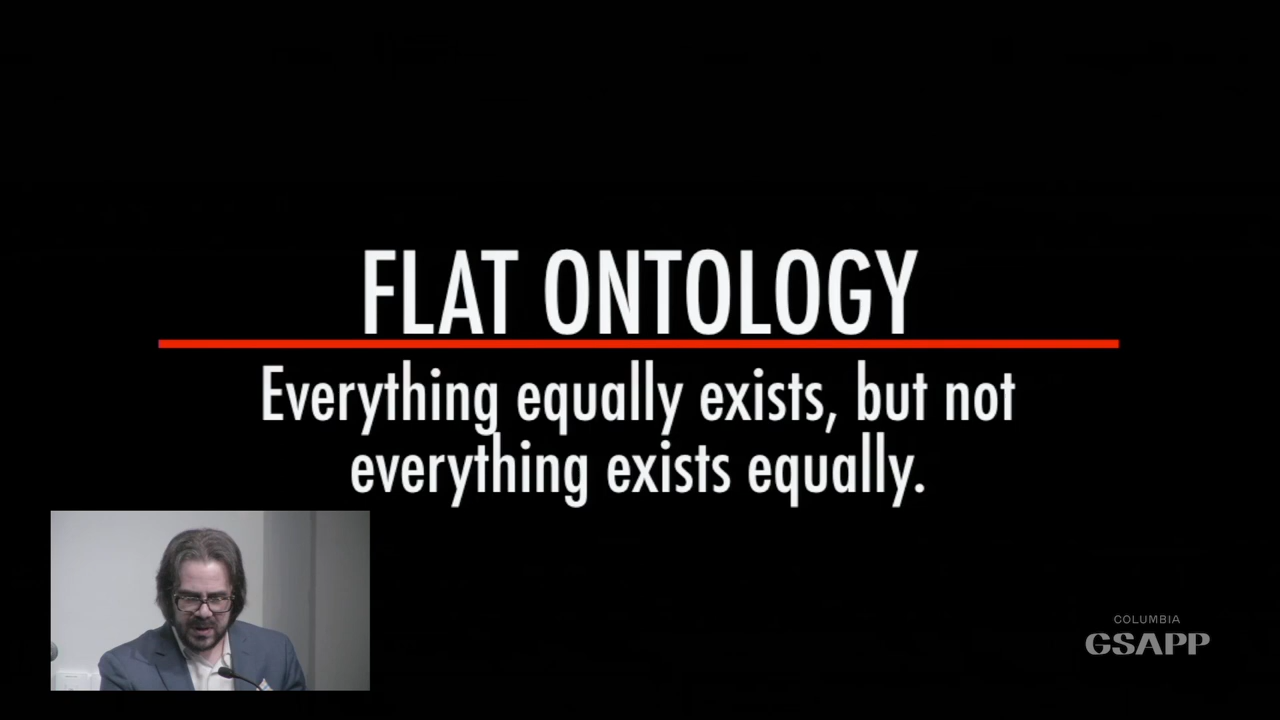 FLAT ONTOLOGY
Everything equally exists, but not
everything exists equally.
COLUMBIA
GSAPP